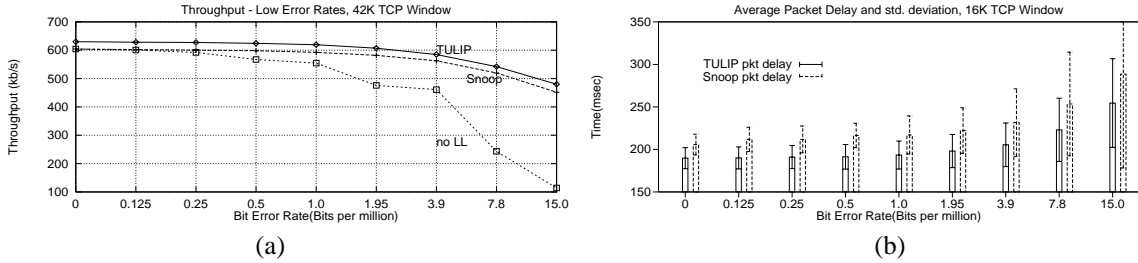 Throughput - Low Error Rates, 42K TCP Window
700
600
500
400
300
200
100
Throughput (kb/s)
TULIP
Snoop
no LL
0 0.125 0.25 0.5 1.0 1.95 3.9 7.8 15.0
Bit Error Rate(Bits per million)
(a)
Average Packet Delay and std. deviation, 16K TCP Window
350
300
250
200
150
Time(msec)
TULIP pkt delay
Snoop pkt delay
0 0.125 0.25 0.5 1.0 1.95 3.9 7.8 15.0
Bit Error Rate(Bits per million)
(b)